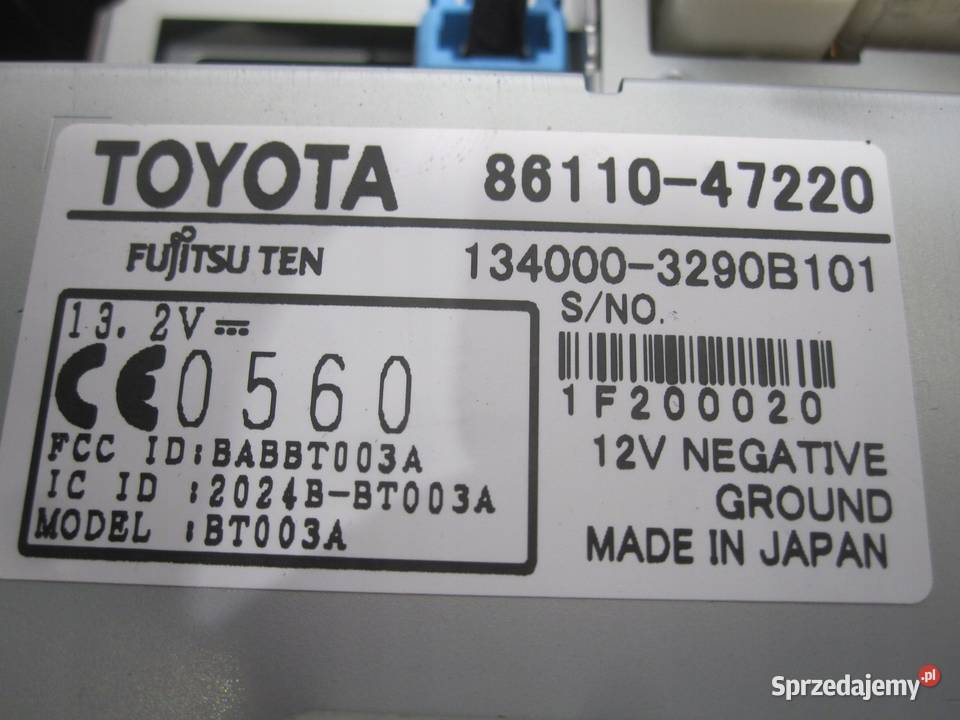 TOYOTA 86110-47220
FUJITSU TEN 134000-3290B101
S/NO.
1F200020
12V NEGATIVE
GROUND
MADE IN JAPAN
13.2V
CE0560
FCC ID:BABBT003A
IC ID :2024B-BT003A
MODEL :BT003A
Sprzedajemy.pl